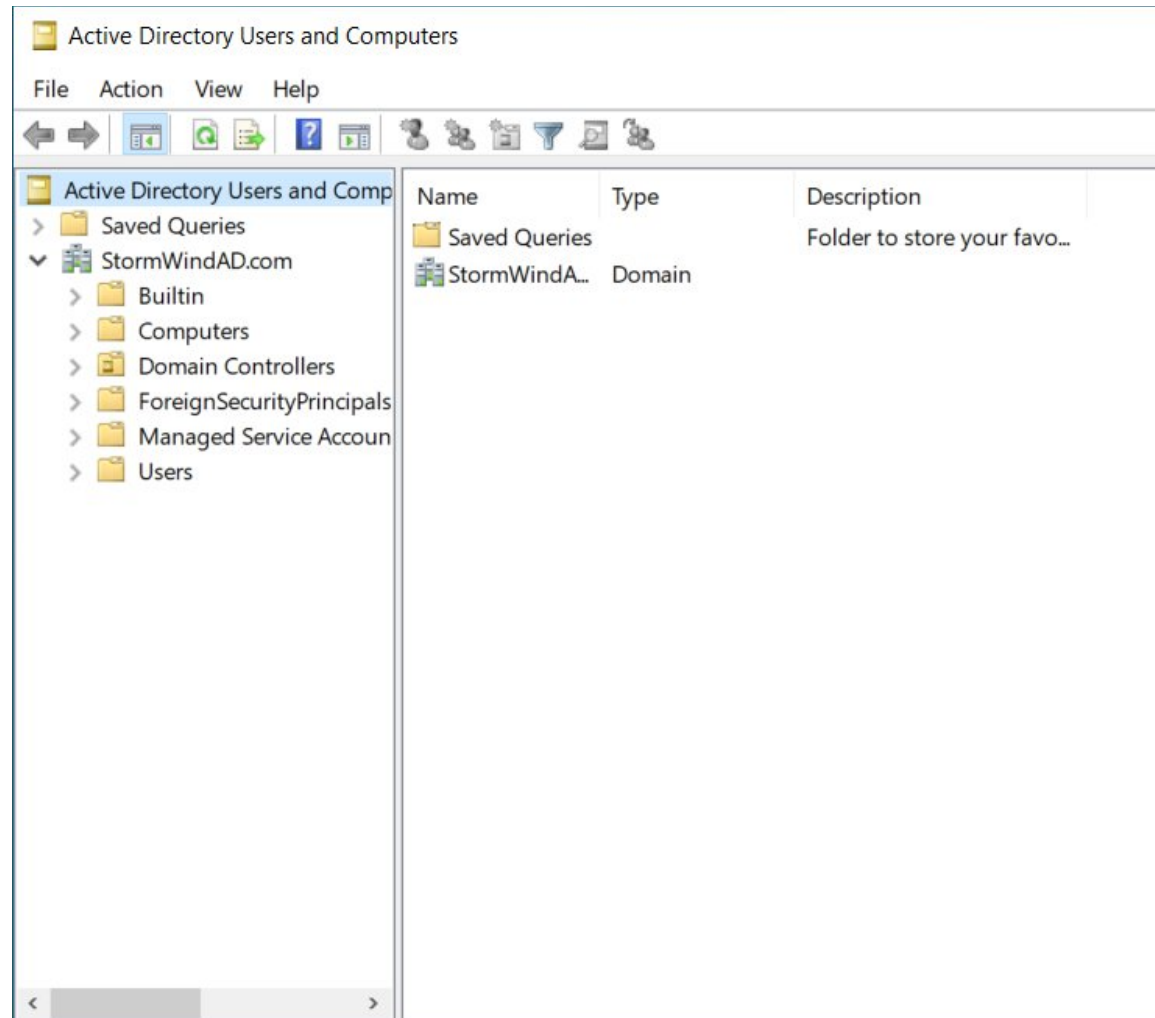 Active Directory Users and Computers
File Action View Help
Active Directory Users and Comp
Saved Queries
StormWindAD.com
Builtin
Computers
Domain Controllers
ForeignSecurityPrincipals
Managed Service Accoun
Users
Name Type Description
Saved Queries Folder to store your favo...
StormWindA... Domain